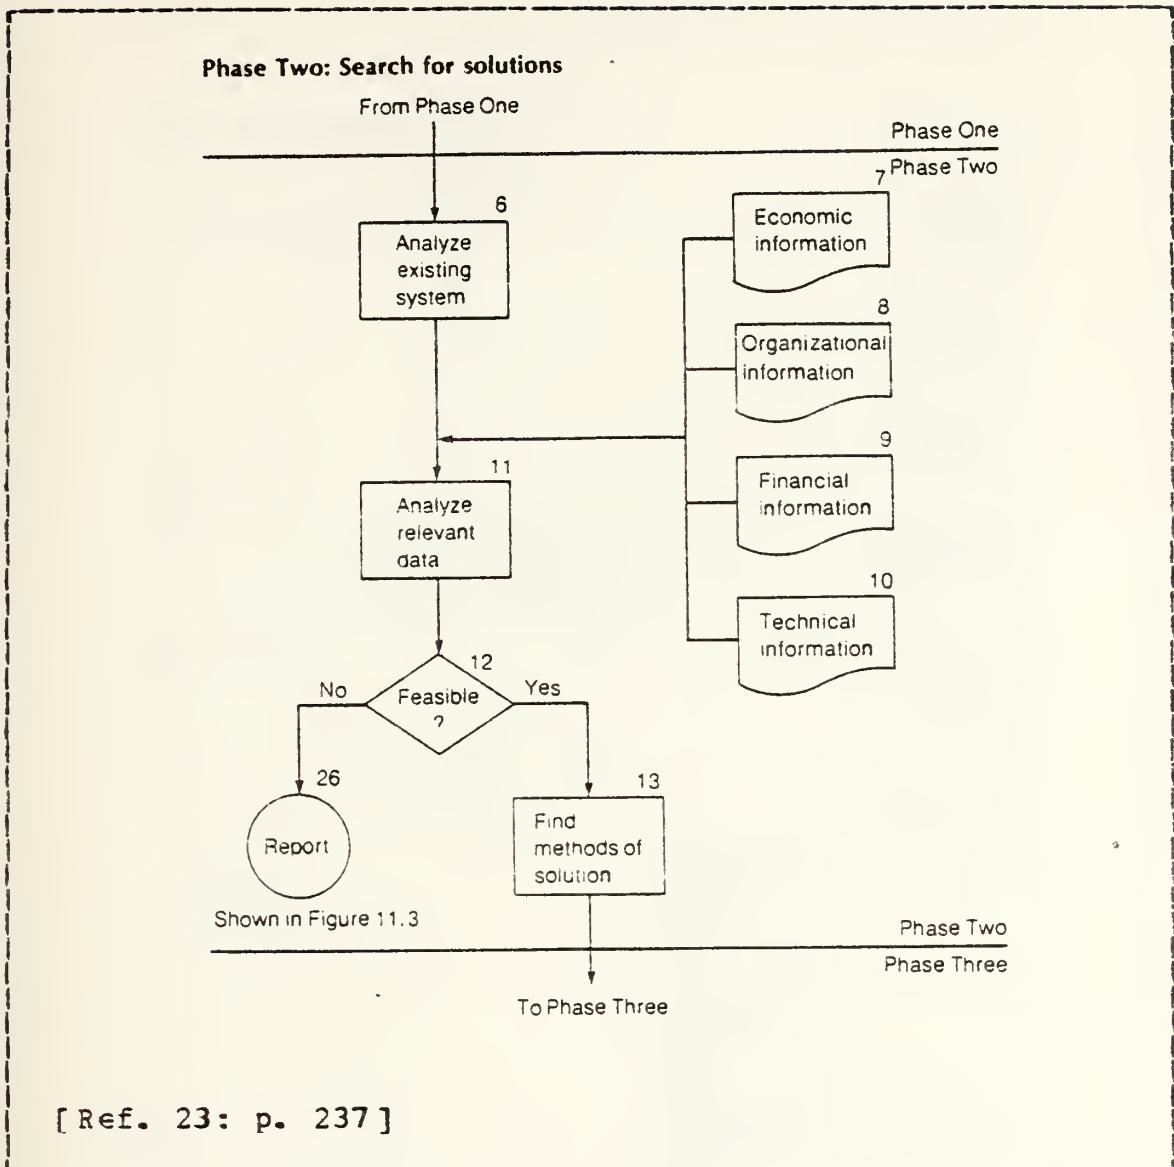 Phase Two: Search for solutions
From Phase One
Phase One
Phase Two
6
Analyze
existing
system
7
Economic
information
8
Organizational
information
9
Financial
information
10
Technical
information
11
Analyze
relevant
data
12
Feasible
?
No
Yes
26
Report
Shown in Figure 11.3
13
Find
methods of
solution
Phase Two
Phase Three
To Phase Three
[Ref. 23: p. 237]